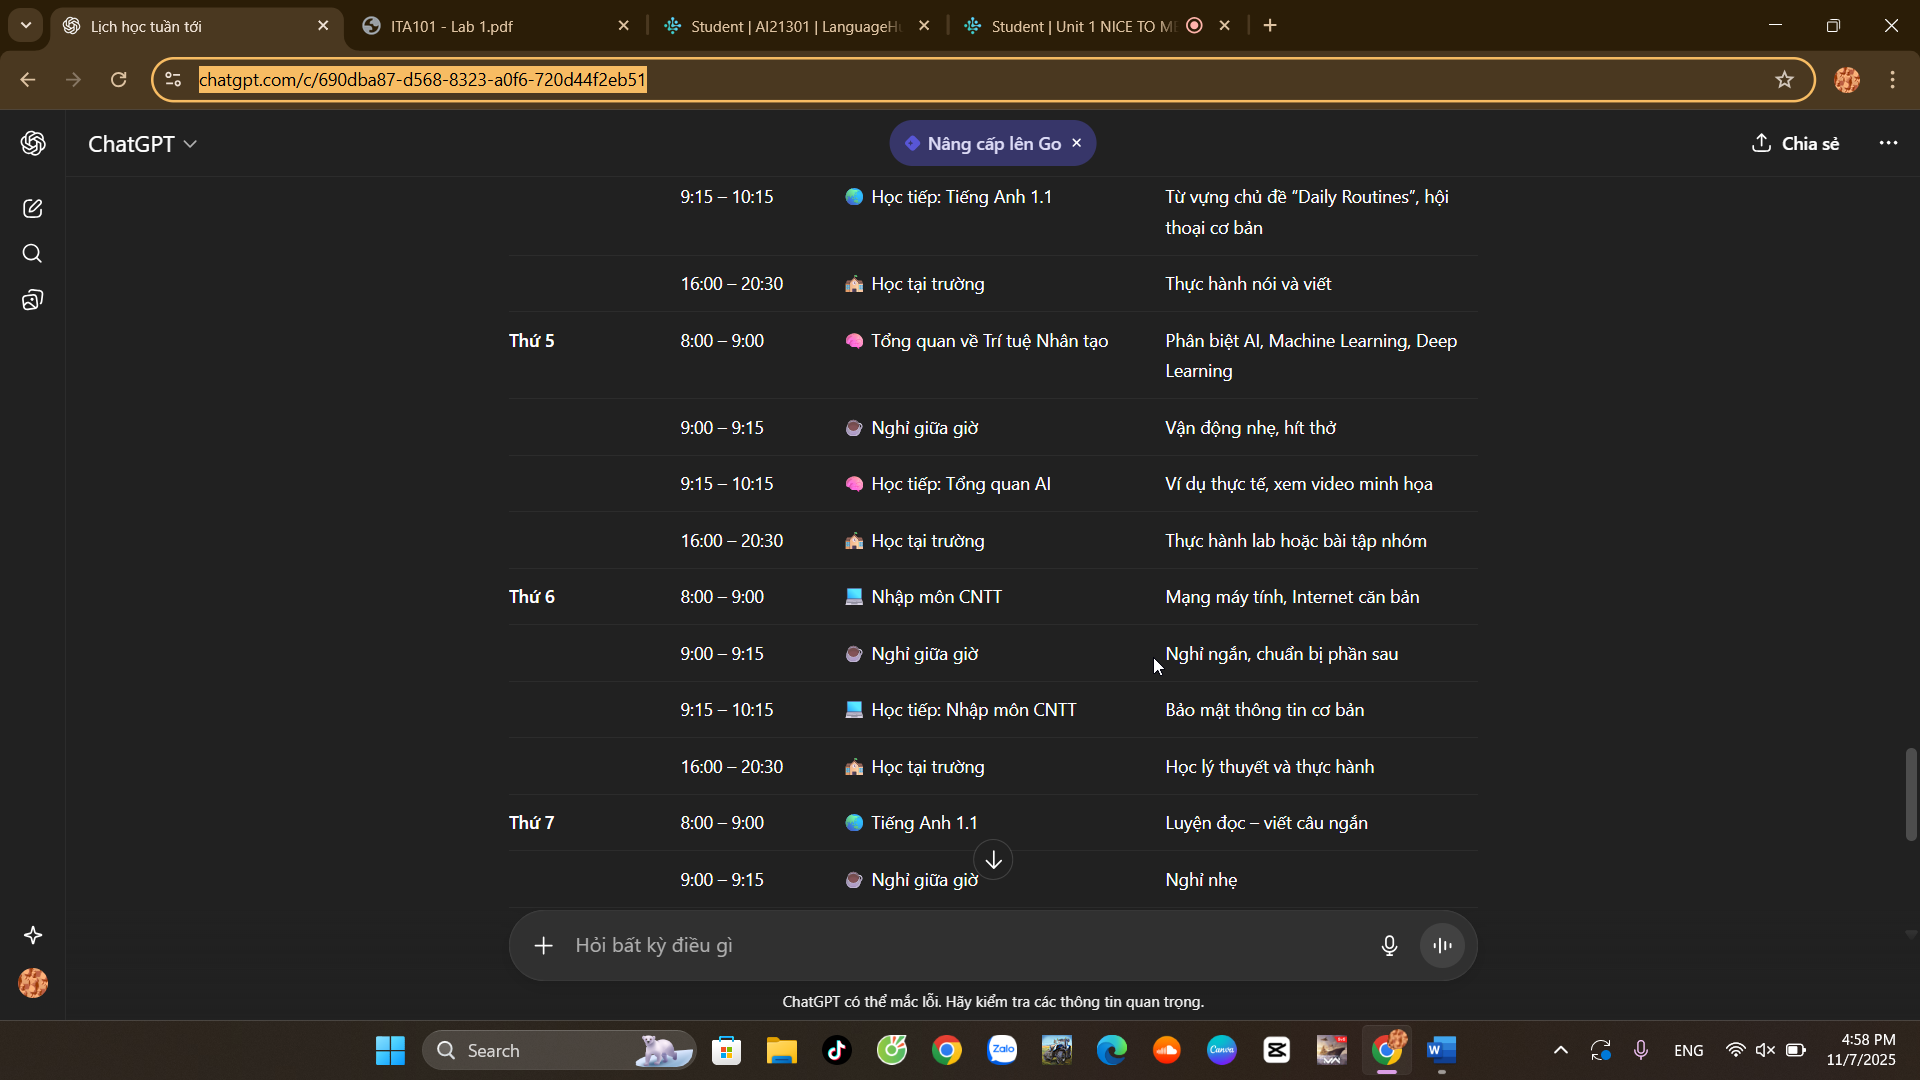 Lịch học tuần tới
ITA101 - Lab 1.pdf
Student | AI21301 | LanguageHu
Student | Unit 1 NICE TO ME
chatgpt.com/c/690dba87-d568-8323-a0f6-720d44f2eb51
ChatGPT
Nâng cấp lên Go
Chia sẻ
9:15 – 10:15 Học tiếp: Tiếng Anh 1.1 Từ vựng chủ đề “Daily Routines”, hội
thoại cơ bản
16:00 – 20:30 Học tại trường Thực hành nói và viết
Thứ 5 8:00 – 9:00 Tổng quan về Trí tuệ Nhân tạo Phân biệt AI, Machine Learning, Deep
Learning
9:00 – 9:15 Nghỉ giữa giờ Vận động nhẹ, hít thở
9:15 – 10:15 Học tiếp: Tổng quan AI Ví dụ thực tế, xem video minh họa
16:00 – 20:30 Học tại trường Thực hành lab hoặc bài tập nhóm
Thứ 6 8:00 – 9:00 Nhập môn CNTT Mạng máy tính, Internet căn bản
9:00 – 9:15 Nghỉ giữa giờ Nghỉ ngắn, chuẩn bị phần sau
9:15 – 10:15 Học tiếp: Nhập môn CNTT Bảo mật thông tin cơ bản
16:00 – 20:30 Học tại trường Học lý thuyết và thực hành
Thứ 7 8:00 – 9:00 Tiếng Anh 1.1 Luyện đọc – viết câu ngắn
9:00 – 9:15 Nghỉ giữa giờ Nghỉ nhẹ
Hỏi bất kỳ điều gì
ChatGPT có thể mắc lỗi. Hãy kiểm tra các thông tin quan trọng.
Search
Zalo
Canva
ENG
4:58 PM
11/7/2025